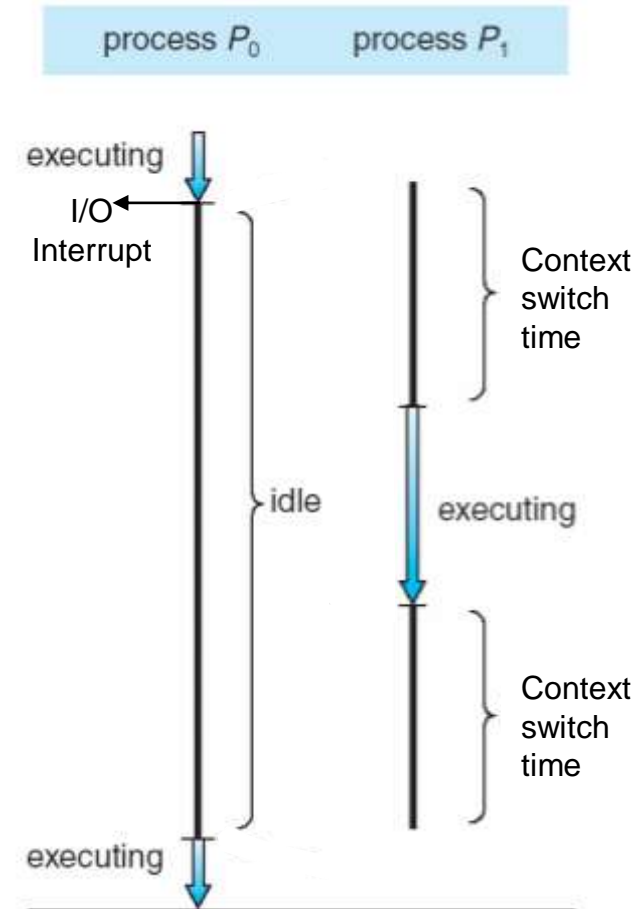 process P₀
process P₁
executing
I/O
Interrupt
Context
switch
time
idle
executing
Context
switch
time
executing